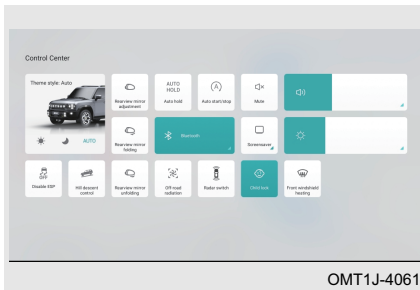 Control Center
Theme style: Auto
AUTO
Rearview mirror
adjustment
AUTO
HOLD
Auto hold
(A)
Auto start/stop
Mute
Rearview mirror
folding
Bluetooth
Screensaver
OFF
Disable ESP
Hill descent
control
Rearview mirror
unfolding
Off-road
radiation
Radar switch
Child lock
Front windshield
heating
OMT1J-4061